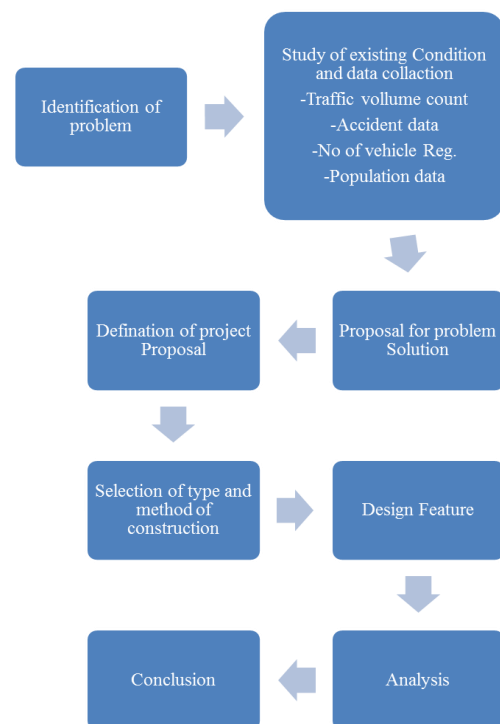 Identification of
problem
Study of existing Condition
and data collaction
-Traffic vollume count
-Accident data
-No of vehicle Reg.
-Population data
Proposal for problem
Solution
Defination of project
Proposal
Selection of type and
method of
construction
Design Feature
Analysis
Conclusion